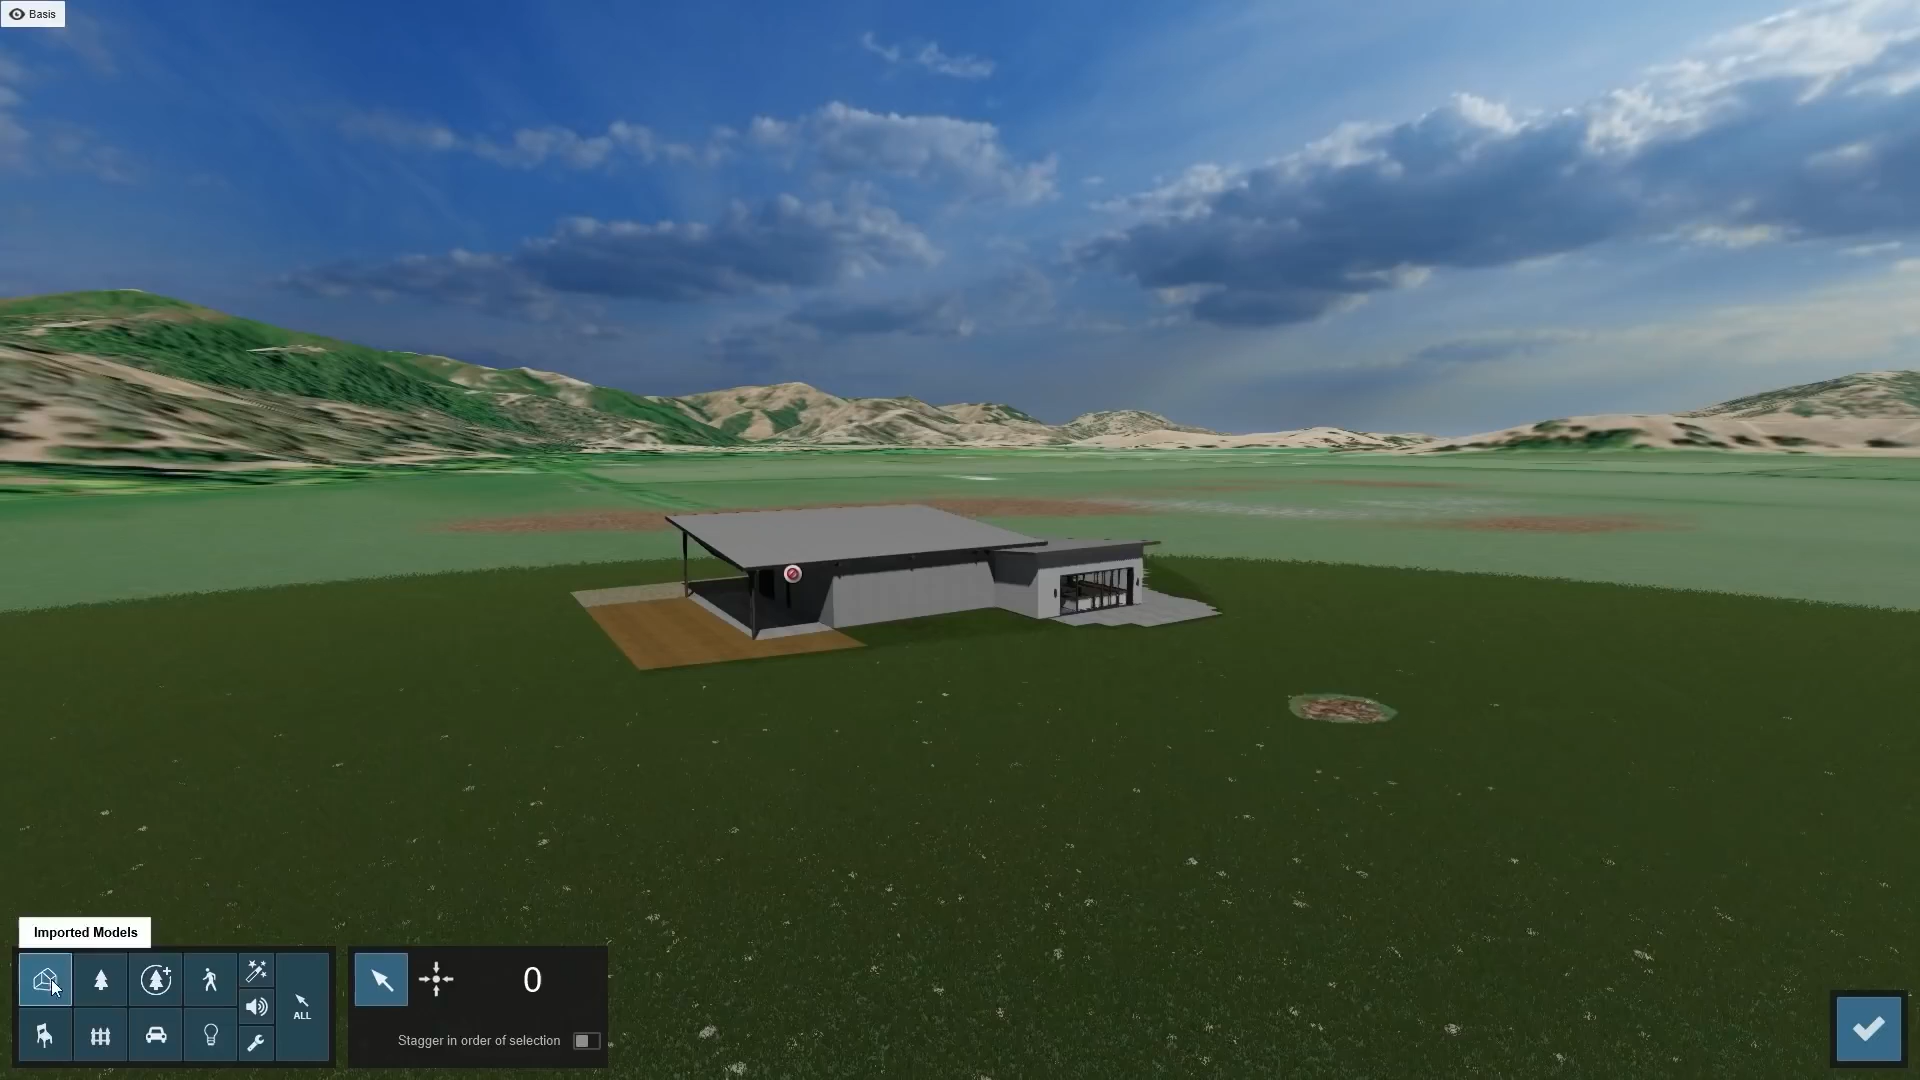 Basis
Imported Models
ALL
0
Stagger in order of selection